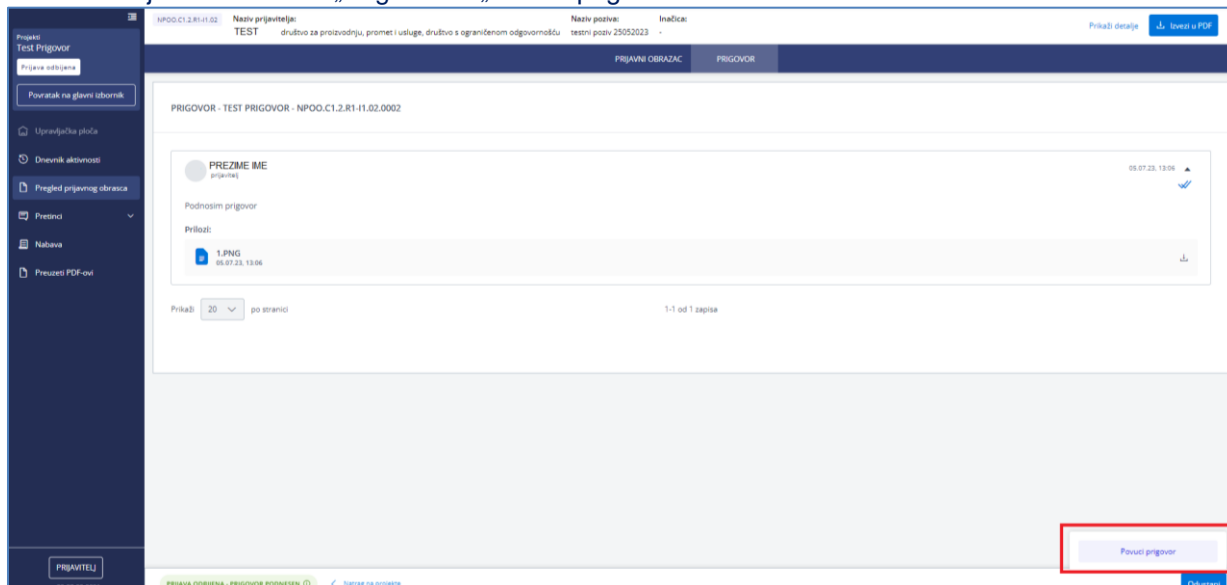 NPOO.C1.2.R1-I1.02
Naziv prijavitelja:
TEST društvo za proizvodnju, promet i usluge, društvo s ograničenom odgovornošću
Naziv poziva:
testni poziv 25052023
Inačica:
-
Prikaži detalje
Izvezi u PDF
Projekti
Test Prigovor
Prijava odbijena
Povratak na glavni izbornik
Upravljačka ploča
Dnevnik aktivnosti
Pregled prijavnog obrasca
Pretinci
Nabava
Preuzeti PDF-ovi
PRIJAVITELJ
PRIJAVNI OBRAZAC
PRIGOVOR
PRIGOVOR - TEST PRIGOVOR - NPOO.C1.2.R1-I1.02.0002
PREZIME IME
prijavitelj
05.07.23, 13:06
Podnosim prigovor
Prilozi:
1.PNG
05.07.23, 13:06
Prikaži 20 po stranici
1-1 od 1 zapisa
Povuci prigovor
PRIJAVA ODBIJENA - PRIGOVOR PODNESEN
Natrag na projekte
Odustani